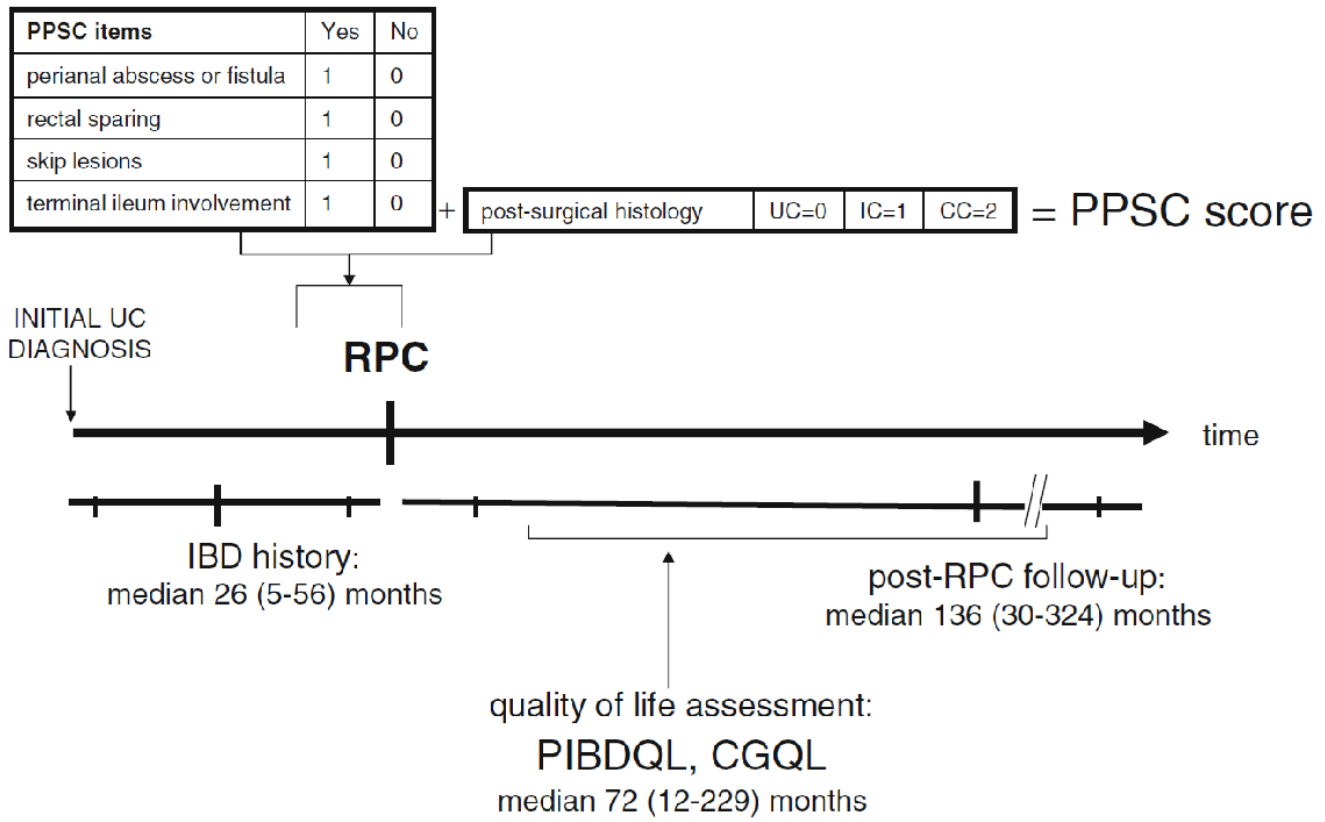 PPSC items Yes No
perianal abscess or fistula 1 0
rectal sparing 1 0
skip lesions 1 0
terminal ileum involvement 1 0
+ post-surgical histology UC=0 IC=1 CC=2 = PPSC score
INITIAL UC
DIAGNOSIS
RPC
time
IBD history:
median 26 (5-56) months
post-RPC follow-up:
median 136 (30-324) months
quality of life assessment:
PIBDQL, CGQL
median 72 (12-229) months